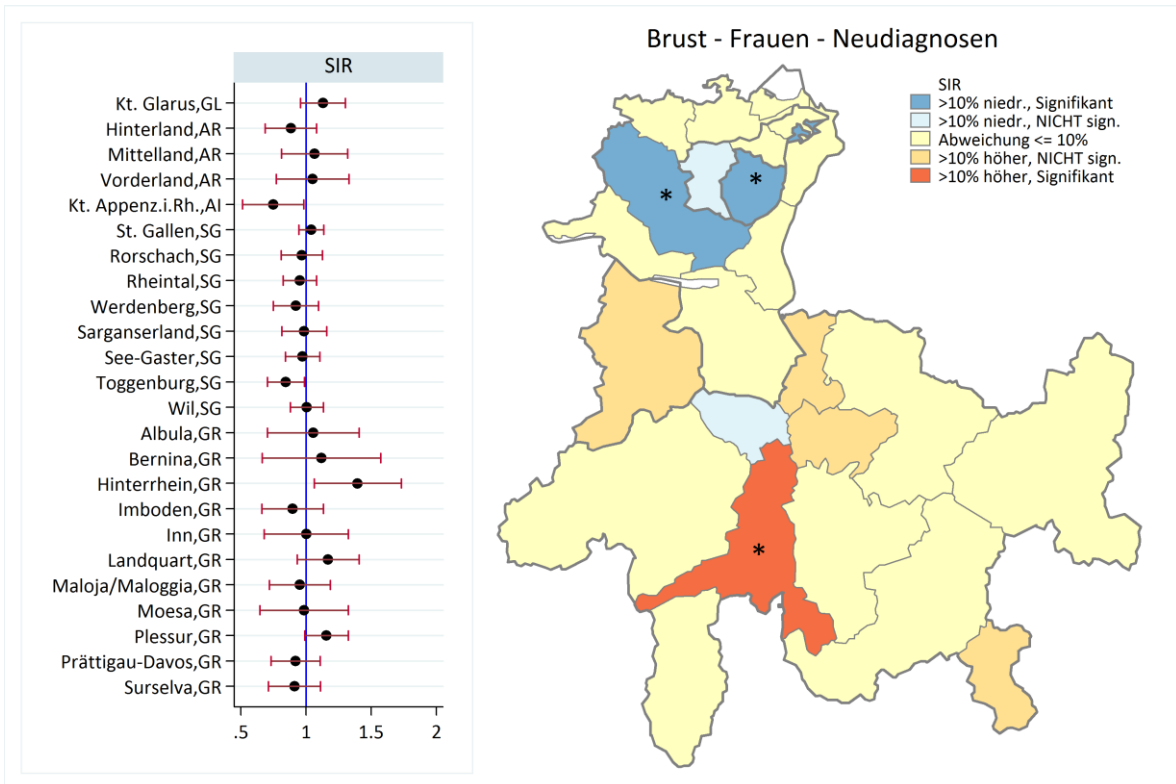 SIR
Kt. Glarus,GL
Hinterland,AR
Mittelland,AR
Vorderland,AR
Kt. Appenz.i.Rh.,AI
St. Gallen,SG
Rorschach,SG
Rheintal,SG
Werdenberg,SG
Sarganserland,SG
See-Gaster,SG
Toggenburg,SG
Wil,SG
Albula,GR
Bernina,GR
Hinterrhein,GR
Imboden,GR
Inn,GR
Landquart,GR
Maloja/Maloggia,GR
Moesa,GR
Plessur,GR
Prättigau-Davos,GR
Surselva,GR
.5 1 1.5 2
Brust - Frauen - Neudiagnosen
SIR
>10% niedr., Signifikant
>10% niedr., NICHT sign.
Abweichung <= 10%
>10% höher, NICHT sign.
>10% höher, Signifikant
*
*
*